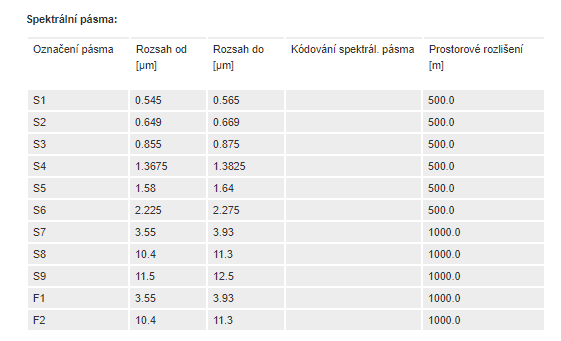 Spektrální pásma:
Označení pásma Rozsah od [µm] Rozsah do [µm] Kódování spektrál. pásma Prostorové rozlišení [m]
S1 0.545 0.565 500.0
S2 0.649 0.669 500.0
S3 0.855 0.875 500.0
S4 1.3675 1.3825 500.0
S5 1.58 1.64 500.0
S6 2.225 2.275 500.0
S7 3.55 3.93 1000.0
S8 10.4 11.3 1000.0
S9 11.5 12.5 1000.0
F1 3.55 3.93 1000.0
F2 10.4 11.3 1000.0